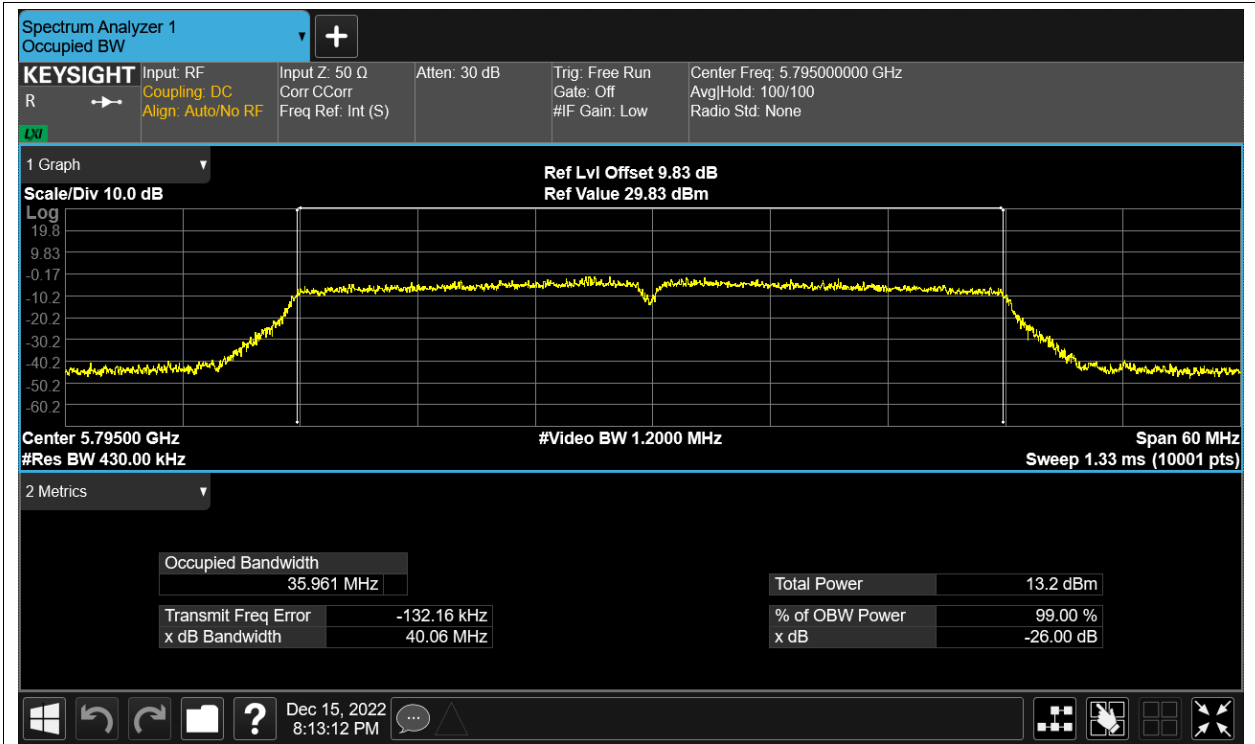 Spectrum Analyzer 1
Occupied BW
▼
+
KEYSIGHT
R
LXI
Input: RF
Coupling: DC
Align: Auto/No RF
Input Z: 50 Ω
Corr CCorr
Freq Ref: Int (S)
Atten: 30 dB
Trig: Free Run
Gate: Off
#IF Gain: Low
Center Freq: 5.795000000 GHz
Avg|Hold: 100/100
Radio Std: None
1 Graph ▼
Scale/Div 10.0 dB
Ref Lvl Offset 9.83 dB
Ref Value 29.83 dBm
Log
19.8
9.83
-0.17
-10.2
-20.2
-30.2
-40.2
-50.2
-60.2
Center 5.79500 GHz
#Video BW 1.2000 MHz
Span 60 MHz
#Res BW 430.00 kHz
Sweep 1.33 ms (10001 pts)
2 Metrics ▼
Occupied Bandwidth
35.961 MHz
Transmit Freq Error -132.16 kHz
x dB Bandwidth 40.06 MHz
Total Power 13.2 dBm
% of OBW Power 99.00 %
x dB -26.00 dB
?
Dec 15, 2022
8:13:12 PM